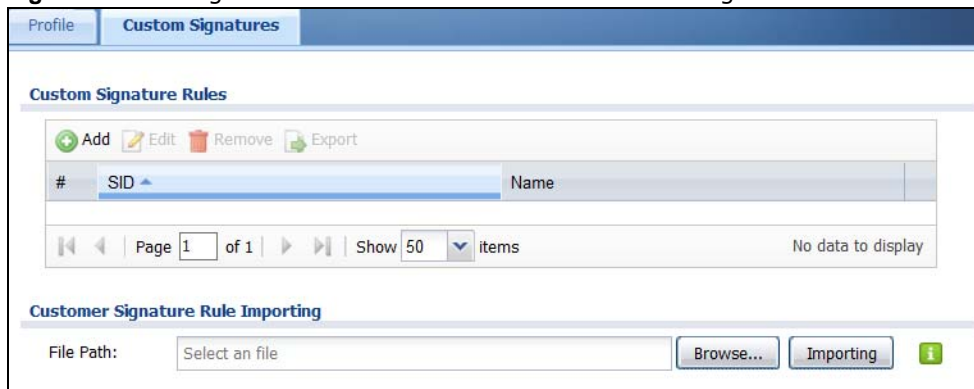 Profile Custom Signatures
Custom Signature Rules
Add Edit Remove Export
# SID Name
Page 1 of 1 Show 50 items No data to display
Customer Signature Rule Importing
File Path: Select an file Browse... Importing i